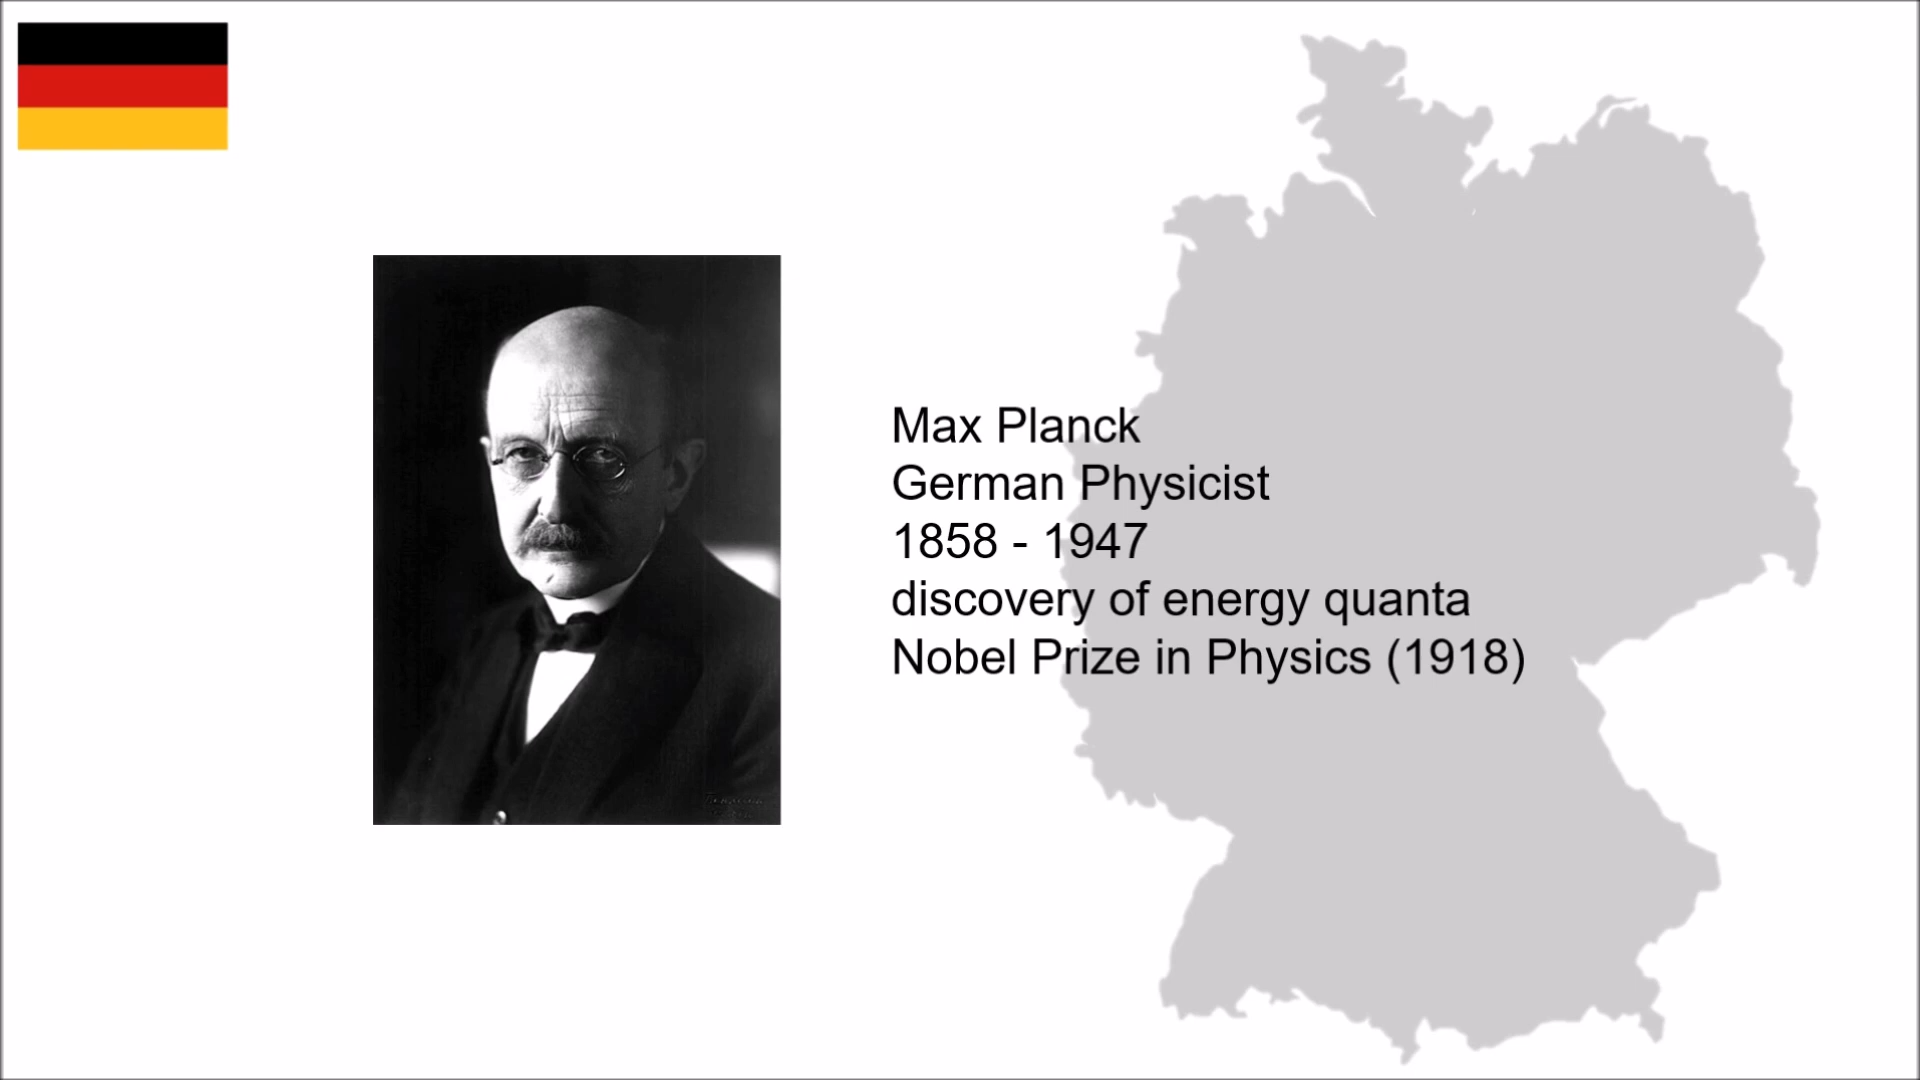 Max Planck
German Physicist
1858 - 1947
discovery of energy quanta
Nobel Prize in Physics (1918)